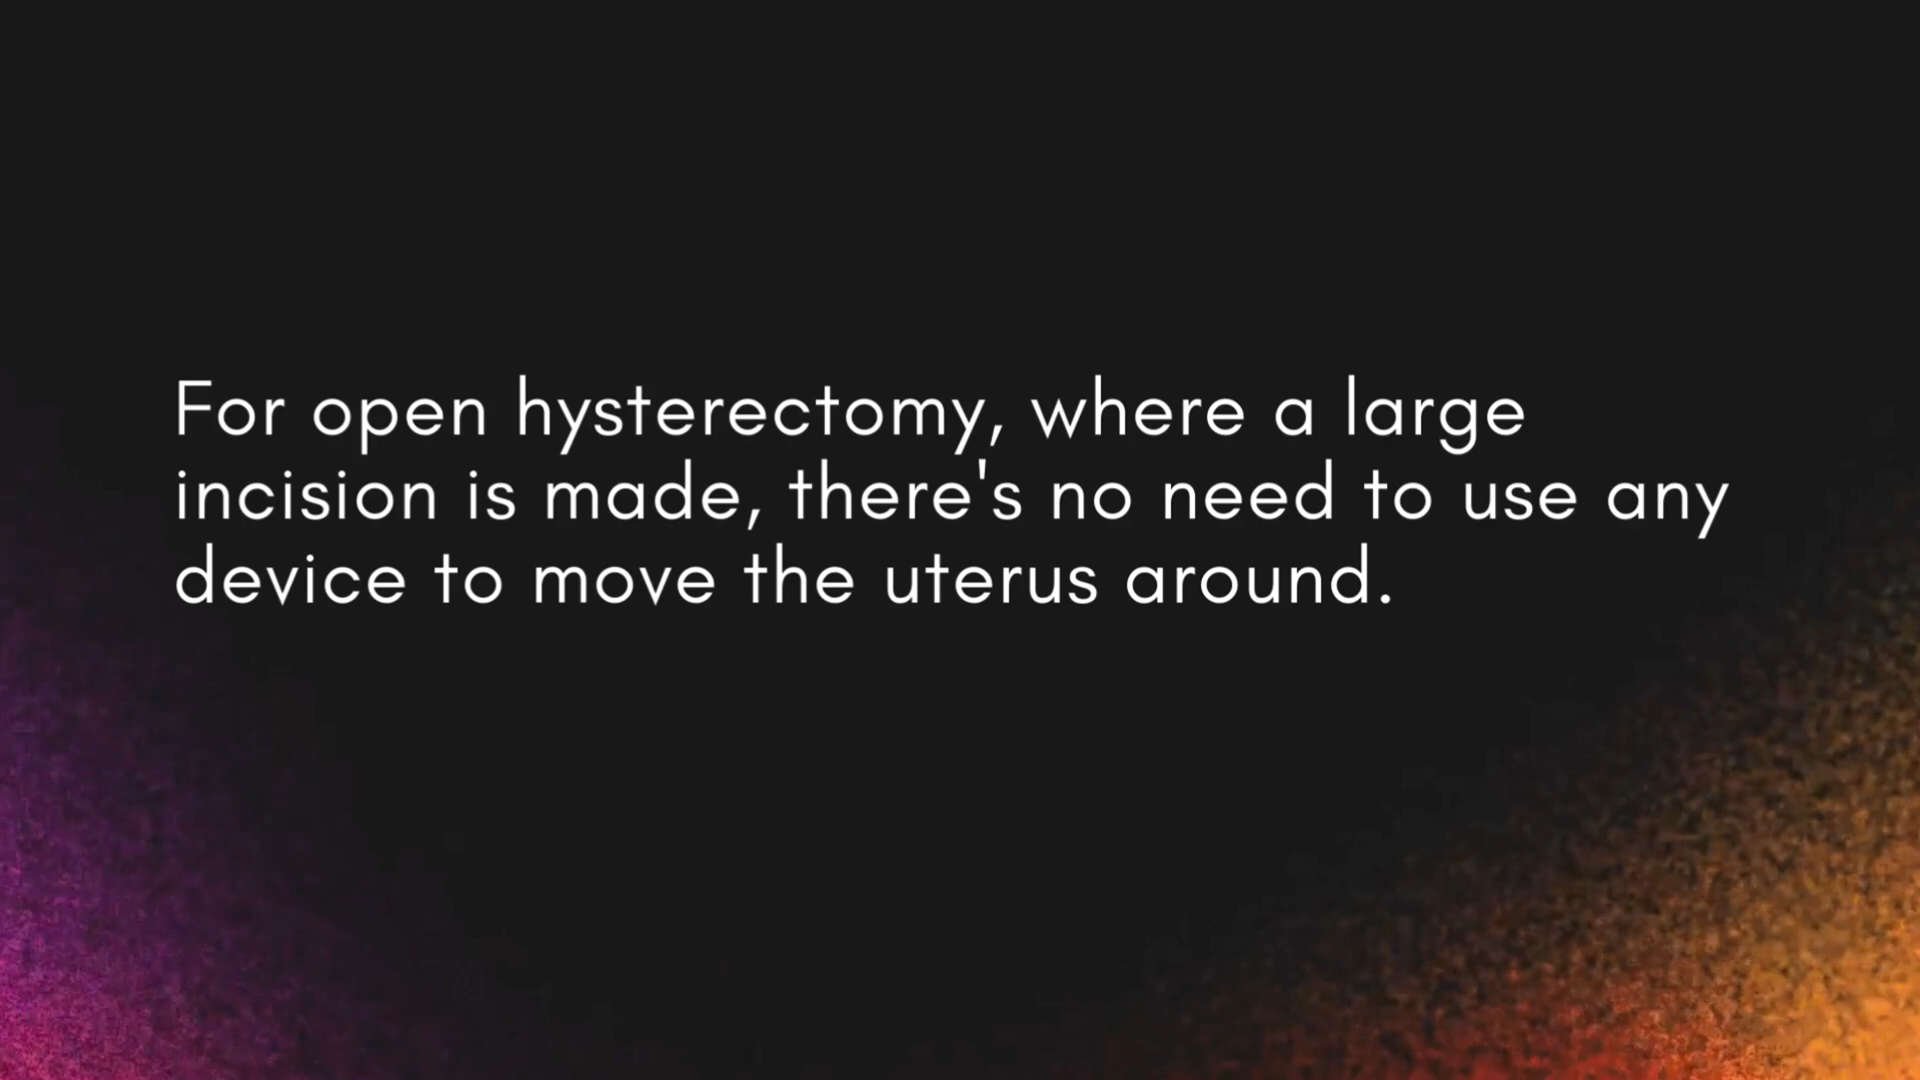 For open hysterectomy, where a large
incision is made, there's no need to use any
device to move the uterus around.